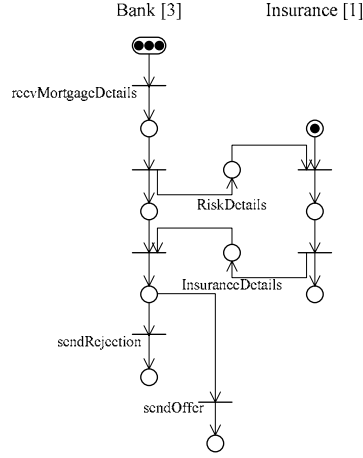 Bank [3]
Insurance [1]
recvMortgageDetails
RiskDetails
InsuranceDetails
sendRejection
sendOffer